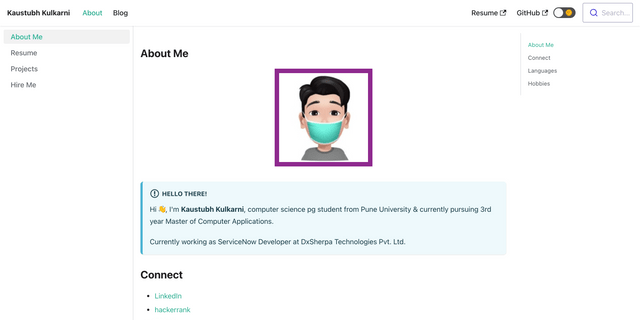 Kaustubh Kulkarni About Blog Resume GitHub Search...
About Me
Resume
Projects
Hire Me
About Me
HELLO THERE!
Hi 👋, I'm Kaustubh Kulkarni, computer science pg student from Pune University & currently pursuing 3rd
year Master of Computer Applications.
Currently working as ServiceNow Developer at DxSherpa Technologies Pvt. Ltd.
Connect
LinkedIn
hackerrank
About Me
Connect
Languages
Hobbies